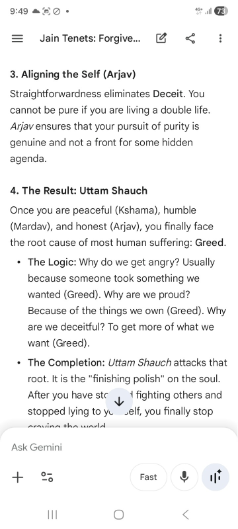 9:49
73
Jain Tenets: Forgive...
3. Aligning the Self (Arjav)
Straightforwardness eliminates Deceit. You
cannot be pure if you are living a double life.
Arjav ensures that your pursuit of purity is
genuine and not a front for some hidden
agenda.
4. The Result: Uttam Shauch
Once you are peaceful (Kshama), humble
(Mardav), and honest (Arjav), you finally face
the root cause of most human suffering: Greed.
• The Logic: Why do we get angry? Usually
because someone took something we
wanted (Greed). Why are we proud?
Because of the things we own (Greed). Why
are we deceitful? To get more of what we
want (Greed).
• The Completion: Uttam Shauch attacks that
root. It is the "finishing polish" on the soul.
After you have fighting others and
stopped lying to you finally stop
craving the world
Ask Gemini
Fast